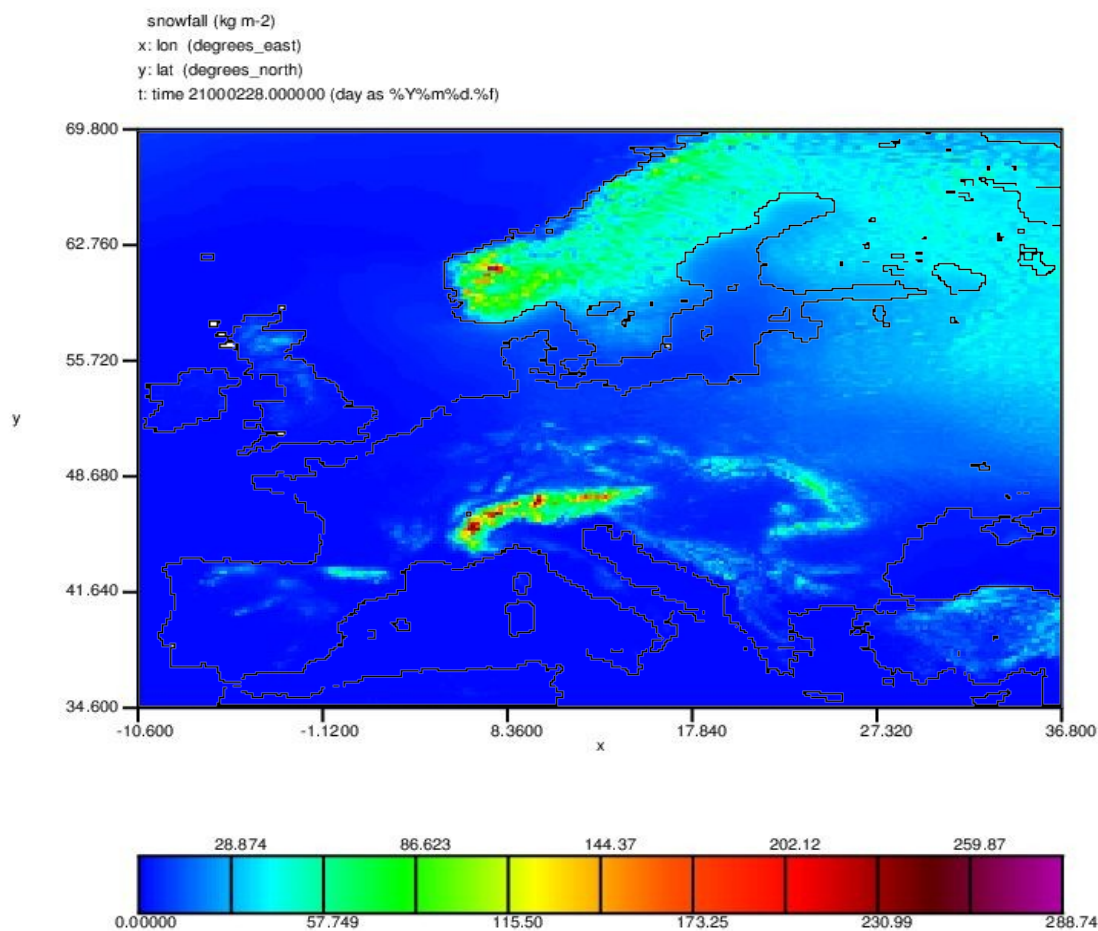 snowfall (kg m-2)
x: lon (degrees_east)
y: lat (degrees_north)
t: time 21000228.000000 (day as %Y%m%d.%f)
69.800
62.760
55.720
y
48.680
41.640
34.600
-10.600 -1.1200 8.3600 17.840 27.320 36.800
x
28.874 86.623 144.37 202.12 259.87
0.00000 57.749 115.50 173.25 230.99 288.74